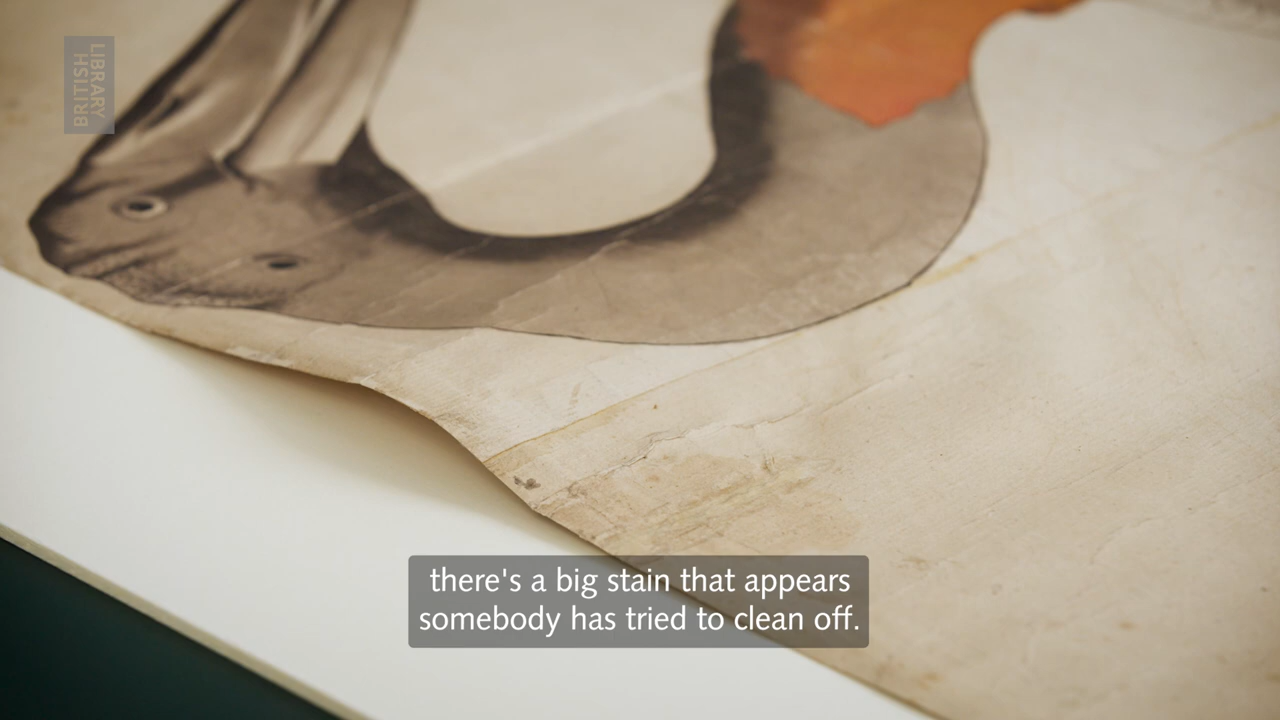 BRITISH
LIBRARY
there's a big stain that appears
somebody has tried to clean off.